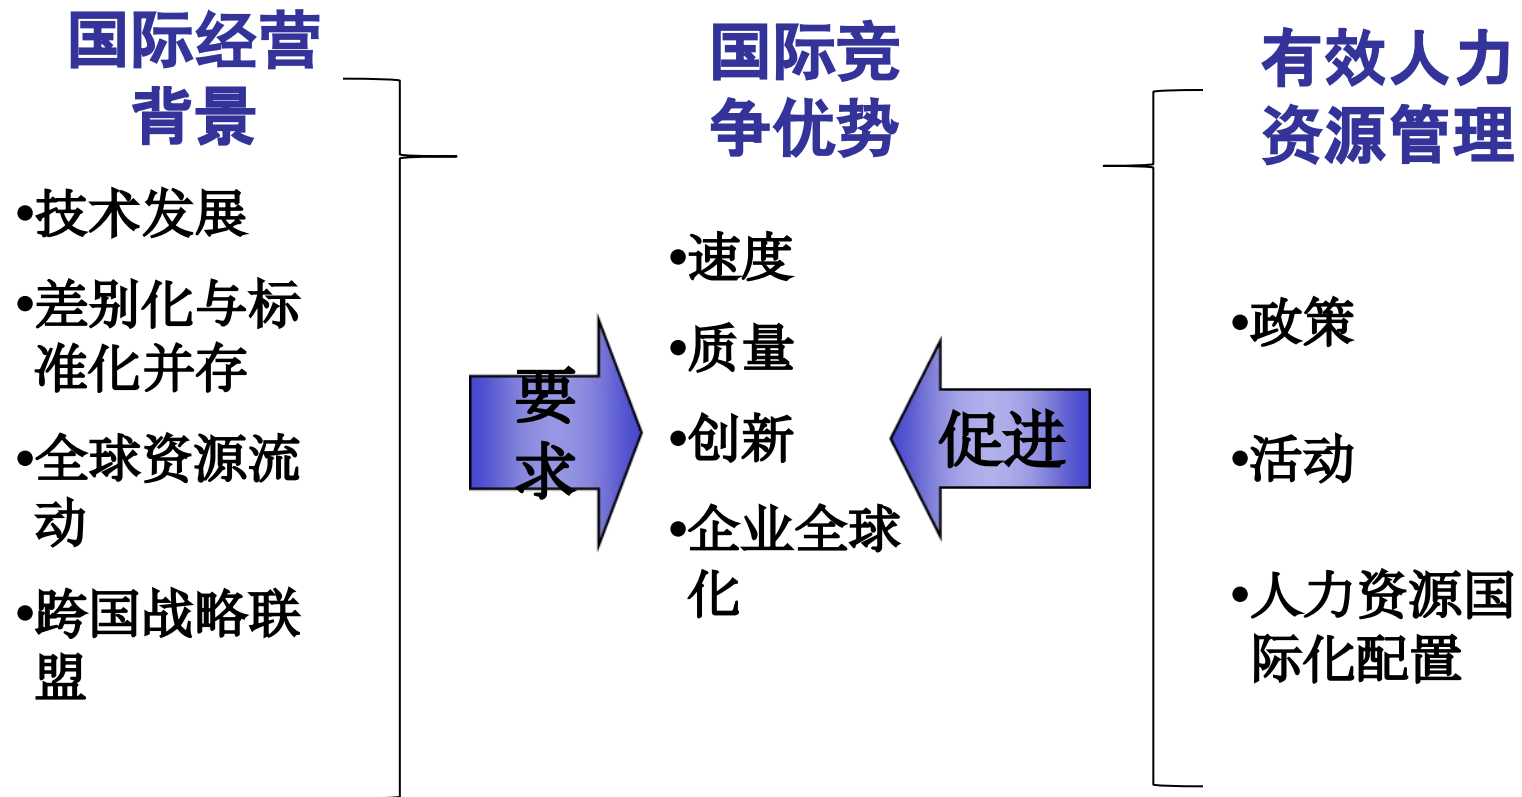 国际经营
背景
•技术发展
•差别化与标
准化并存
•全球资源流
动
•跨国战略联
盟
要
求
国际竞
争优势
•速度
•质量
•创新
•企业全球
化
促进
有效人力
资源管理
•政策
•活动
•人力资源国
际化配置